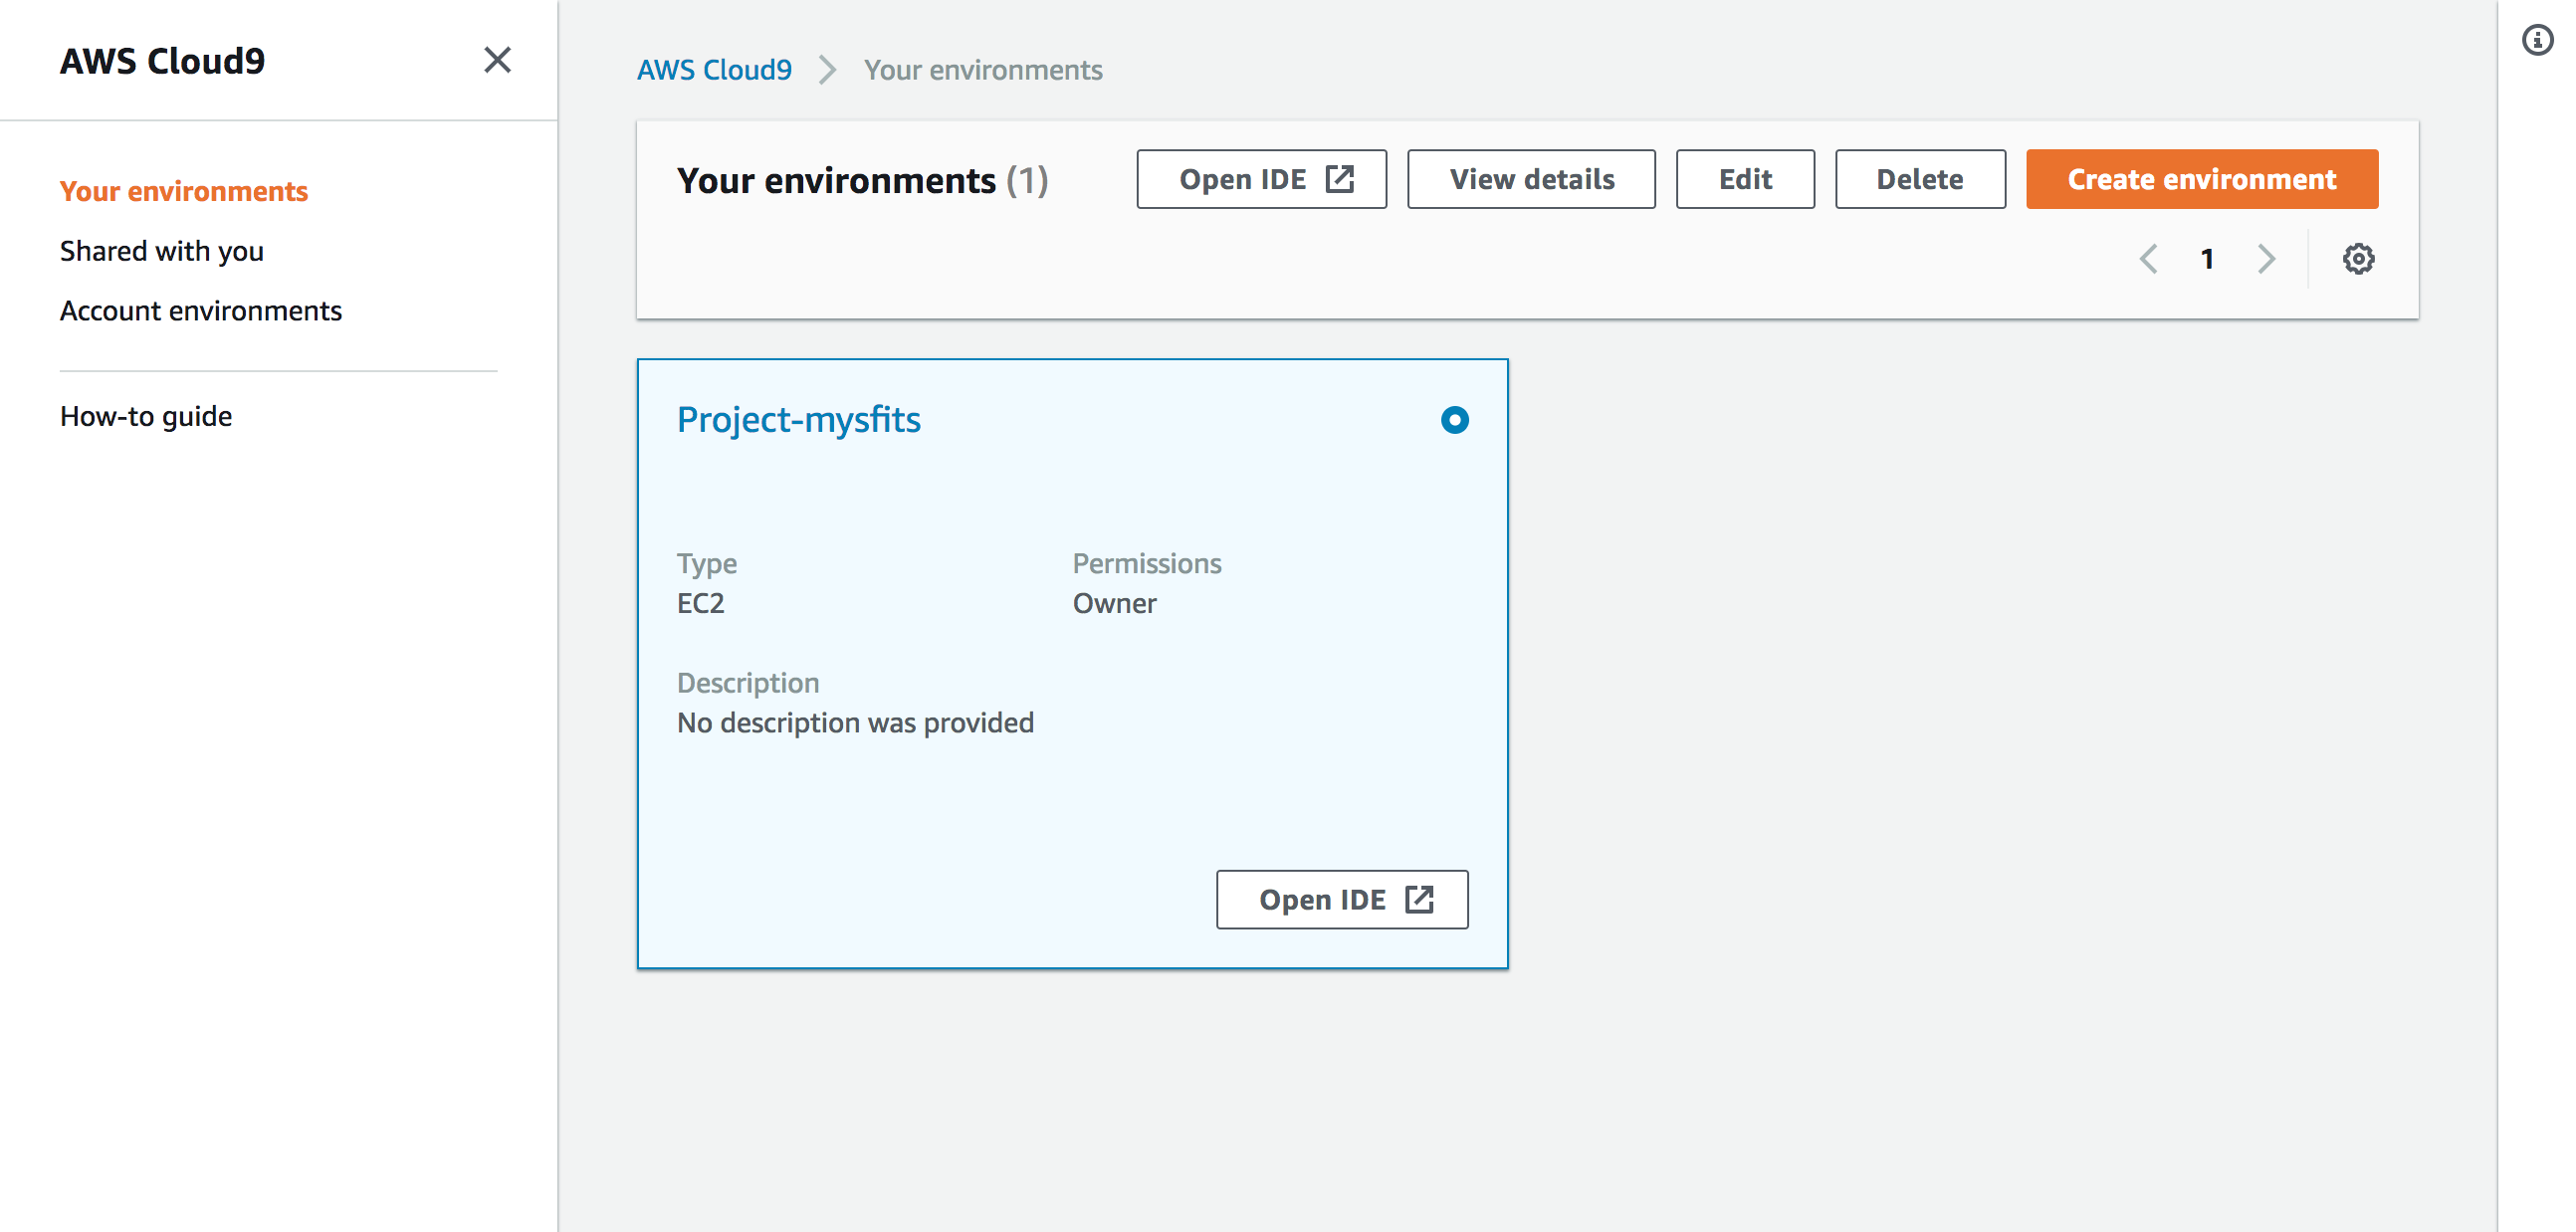 AWS Cloud9
Your environments
Shared with you
Account environments
How-to guide
AWS Cloud9 Your environments
Your environments (1) Open IDE View details Edit Delete Create environment
1
Project-mysfits
Type Permissions
EC2 Owner
Description
No description was provided
Open IDE